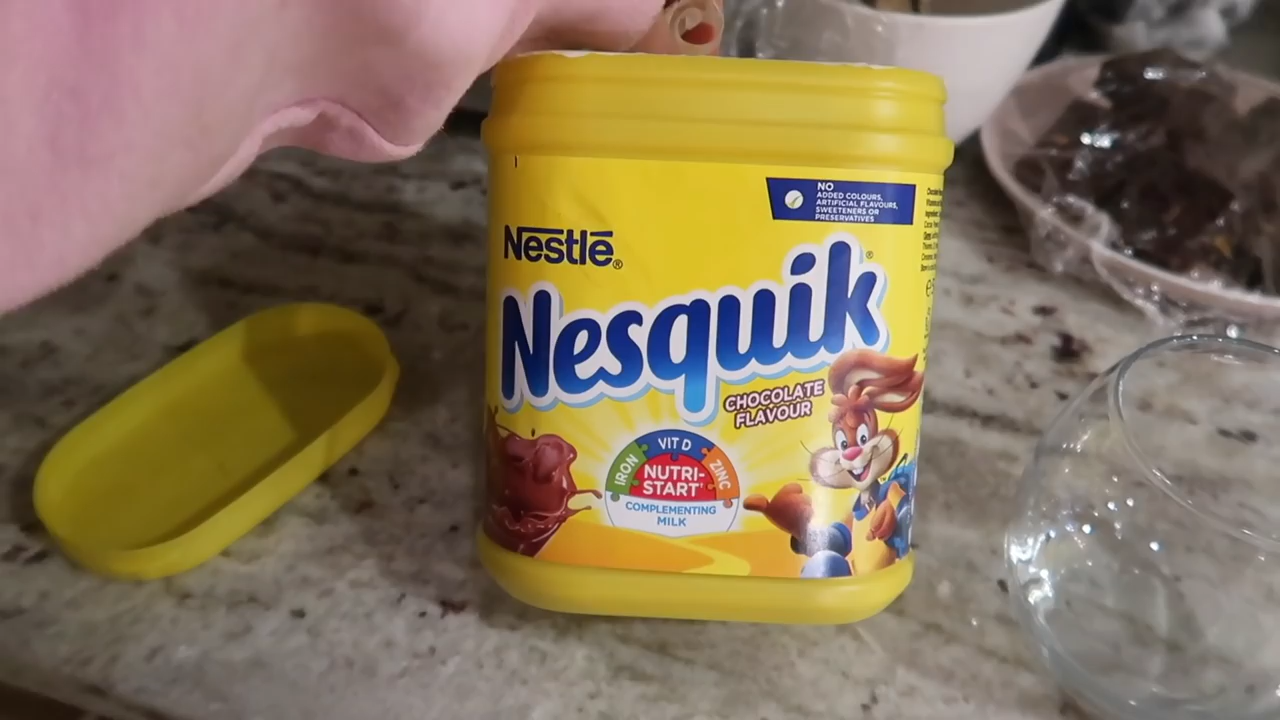 NO
ADDED COLOURS,
ARTIFICIAL FLAVOURS,
SWEETENERS OR
PRESERVATIVES
Nestlé®
Nesquik®
CHOCOLATE
FLAVOUR
IRON
VIT D
ZINC
NUTRI-
START†
COMPLEMENTING
MILK